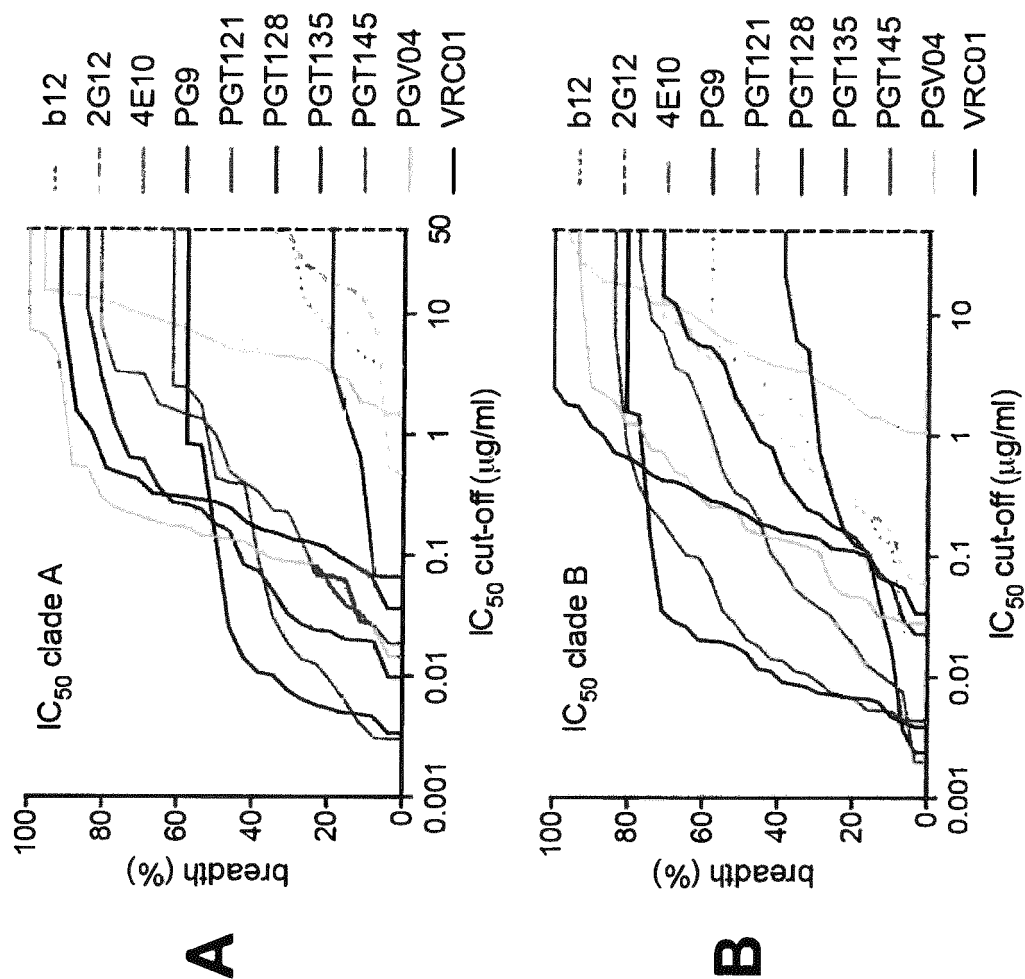 A
IC50 clade A
breadth (%)
100
80
60
40
20
0
0.001
0.01
0.1
1
10
50
IC50 cut-off (μg/ml)
b12
2G12
4E10
PG9
PGT121
PGT128
PGT135
PGT145
PGV04
VRC01
B
IC50 clade B
breadth (%)
100
80
60
40
20
0
0.001
0.01
0.1
1
10
IC50 cut-off (μg/ml)
b12
2G12
4E10
PG9
PGT121
PGT128
PGT135
PGT145
PGV04
VRC01